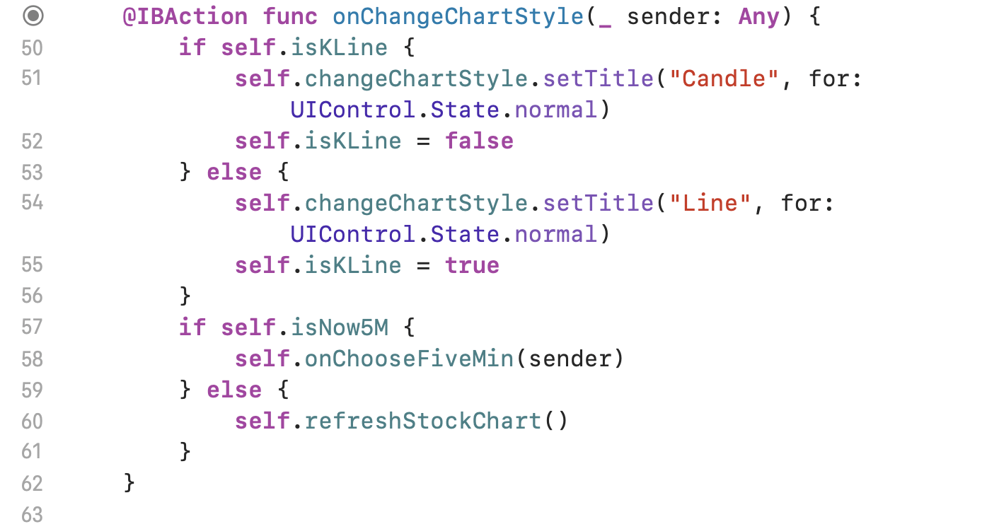 @IBAction func onChangeChartStyle(_ sender: Any) {
50 if self.isKLine {
51 self.changeChartStyle.setTitle("Candle", for:
UIControl.State.normal)
52 self.isKLine = false
53 } else {
54 self.changeChartStyle.setTitle("Line", for:
UIControl.State.normal)
55 self.isKLine = true
56 }
57 if self.isNow5M {
58 self.onChooseFiveMin(sender)
59 } else {
60 self.refreshStockChart()
61 }
62 }
63